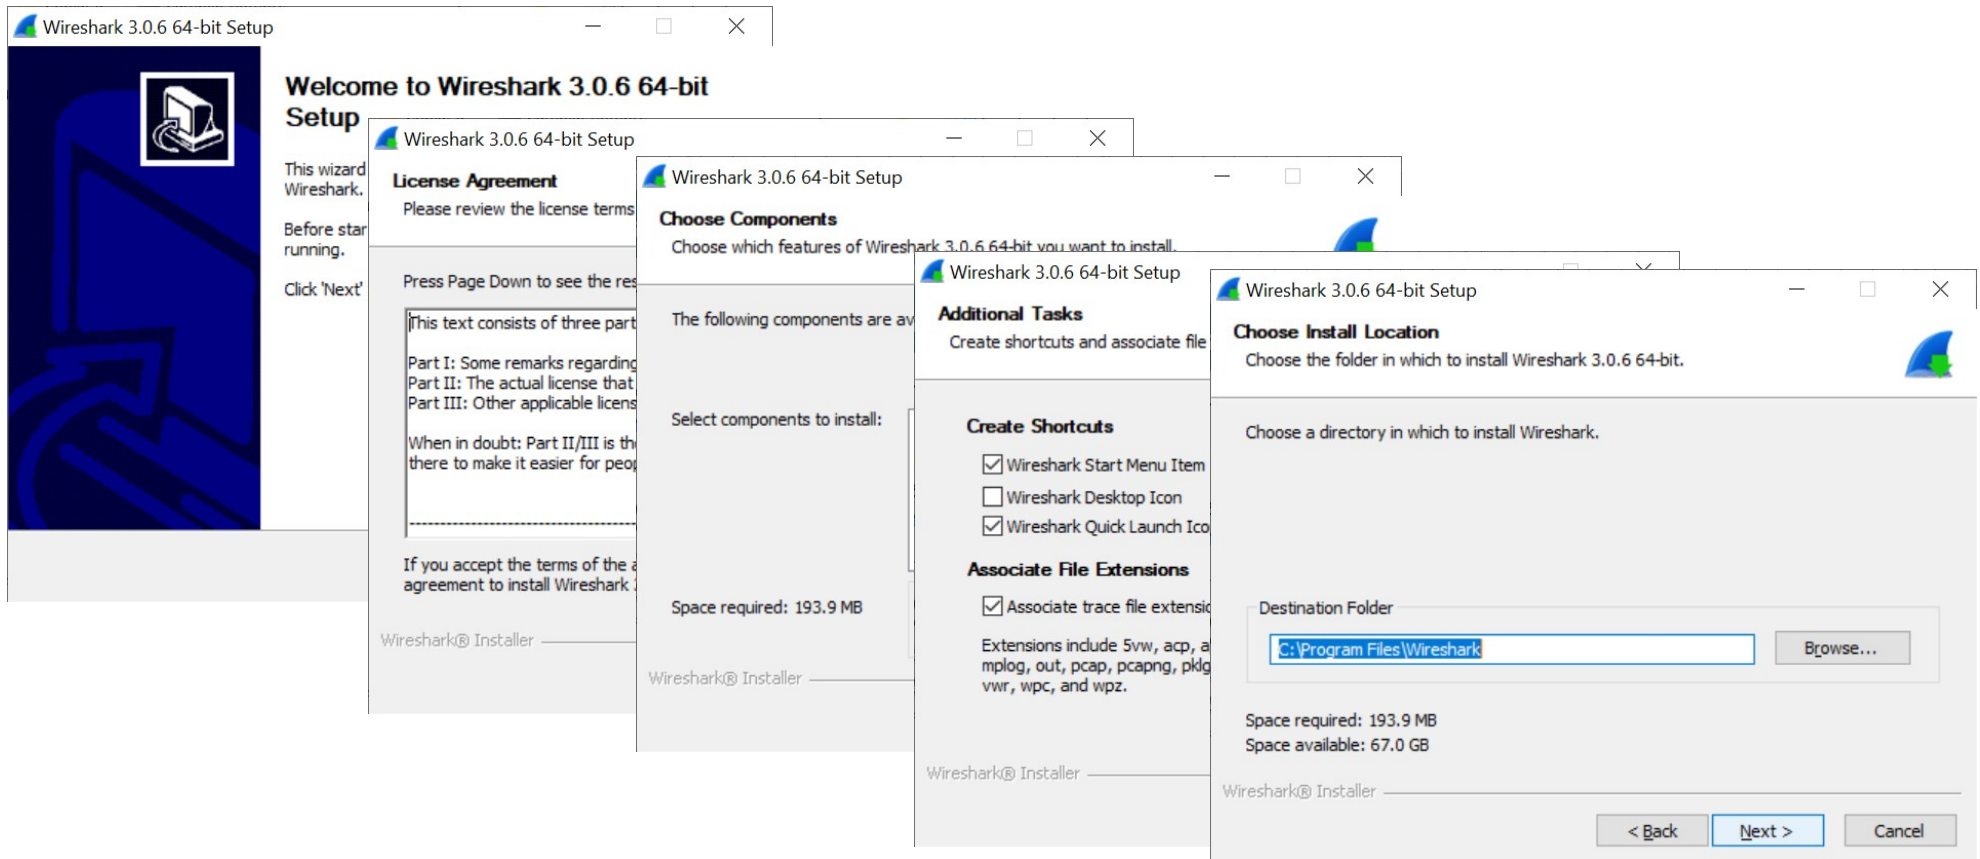 Wireshark 3.0.6 64-bit Setup
Welcome to Wireshark 3.0.6 64-bit
Setup
This wizard
Wireshark.
Before star
running.
Click 'Next'
Wireshark 3.0.6 64-bit Setup
License Agreement
Please review the license terms
Press Page Down to see the res
This text consists of three part
Part I: Some remarks regarding
Part II: The actual license that
Part III: Other applicable licens
When in doubt: Part II/III is the
there to make it easier for peop
If you accept the terms of the a
agreement to install Wireshark 3
Wireshark® Installer
Wireshark 3.0.6 64-bit Setup
Choose Components
Choose which features of Wireshark 3.0.6 64-bit you want to install.
The following components are av
Select components to install:
Space required: 193.9 MB
Wireshark® Installer
Wireshark 3.0.6 64-bit Setup
Additional Tasks
Create shortcuts and associate file
Create Shortcuts
Wireshark Start Menu Item
Wireshark Desktop Icon
Wireshark Quick Launch Ico
Associate File Extensions
Associate trace file extensio
Extensions include 5vw, acp, a
mplog, out, pcap, pcapng, pklg
vwr, wpc, and wpz.
Wireshark® Installer
Wireshark 3.0.6 64-bit Setup
Choose Install Location
Choose the folder in which to install Wireshark 3.0.6 64-bit.
Choose a directory in which to install Wireshark.
Destination Folder
C:\Program Files\Wireshark
Browse...
Space required: 193.9 MB
Space available: 67.0 GB
Wireshark® Installer
< Back
Next >
Cancel